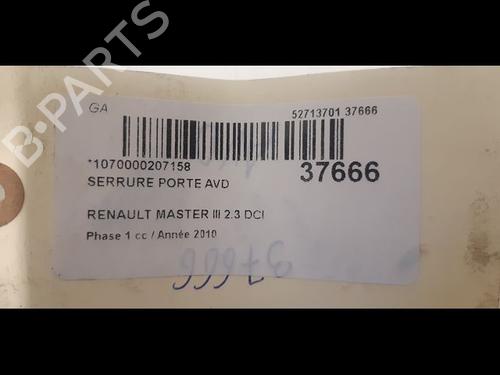 B-PARTS
GA
52713701 37666
*1070000207158
37666
SERRURE PORTE AVD
RENAULT MASTER III 2.3 DCI
Phase 1 cc / Année 2010
37666